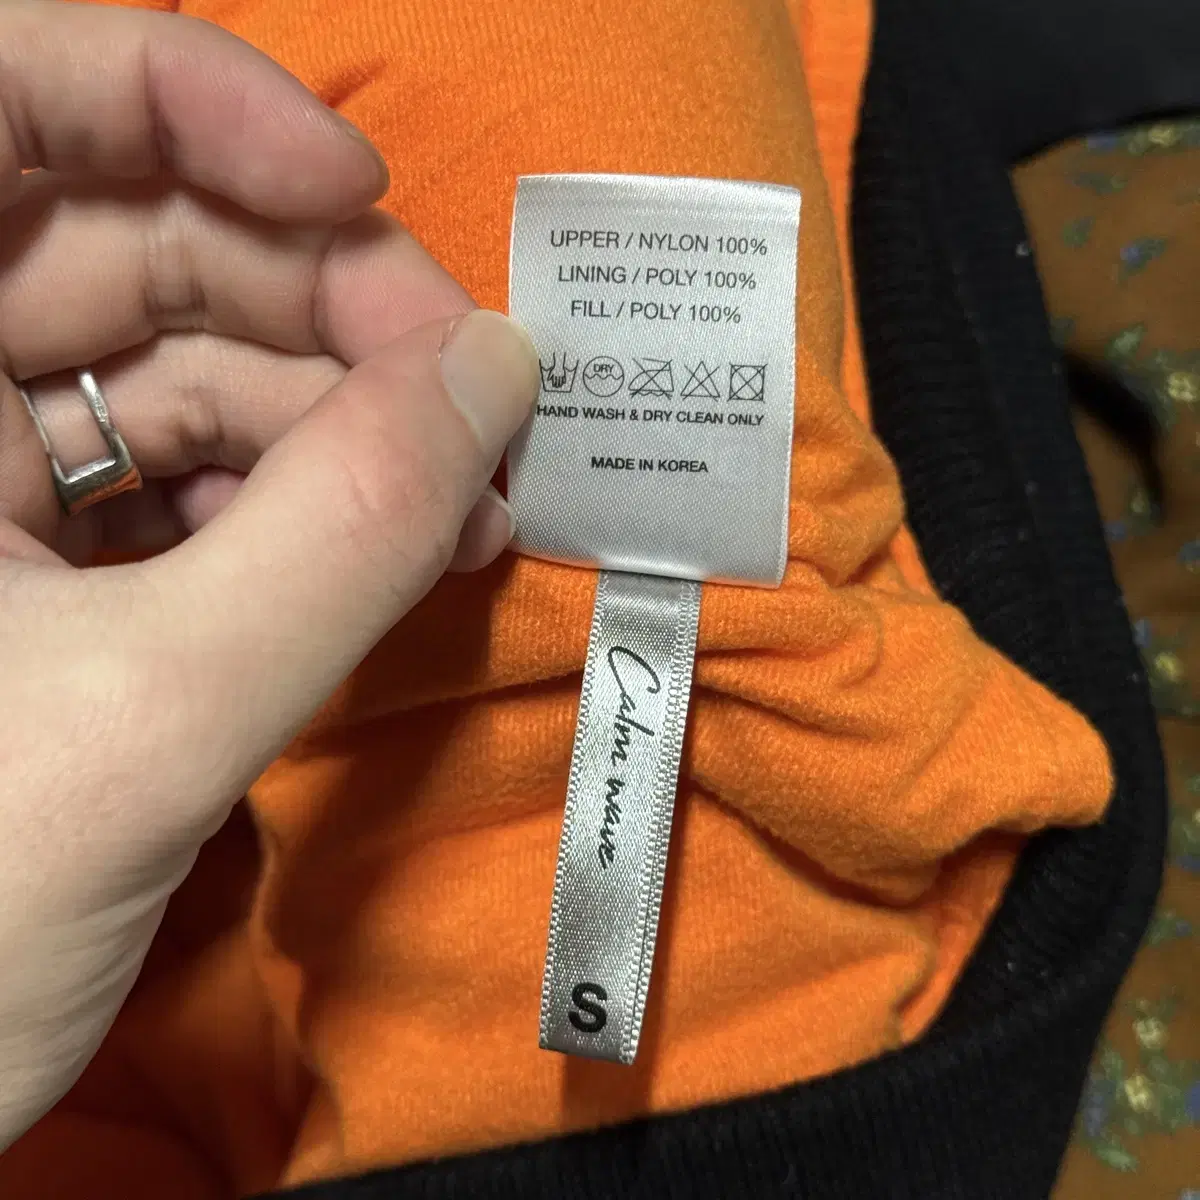 UPPER / NYLON 100%
LINING / POLY 100%
FILL / POLY 100%
DRY
HAND WASH & DRY CLEAN ONLY
MADE IN KOREA
Calm wave
S